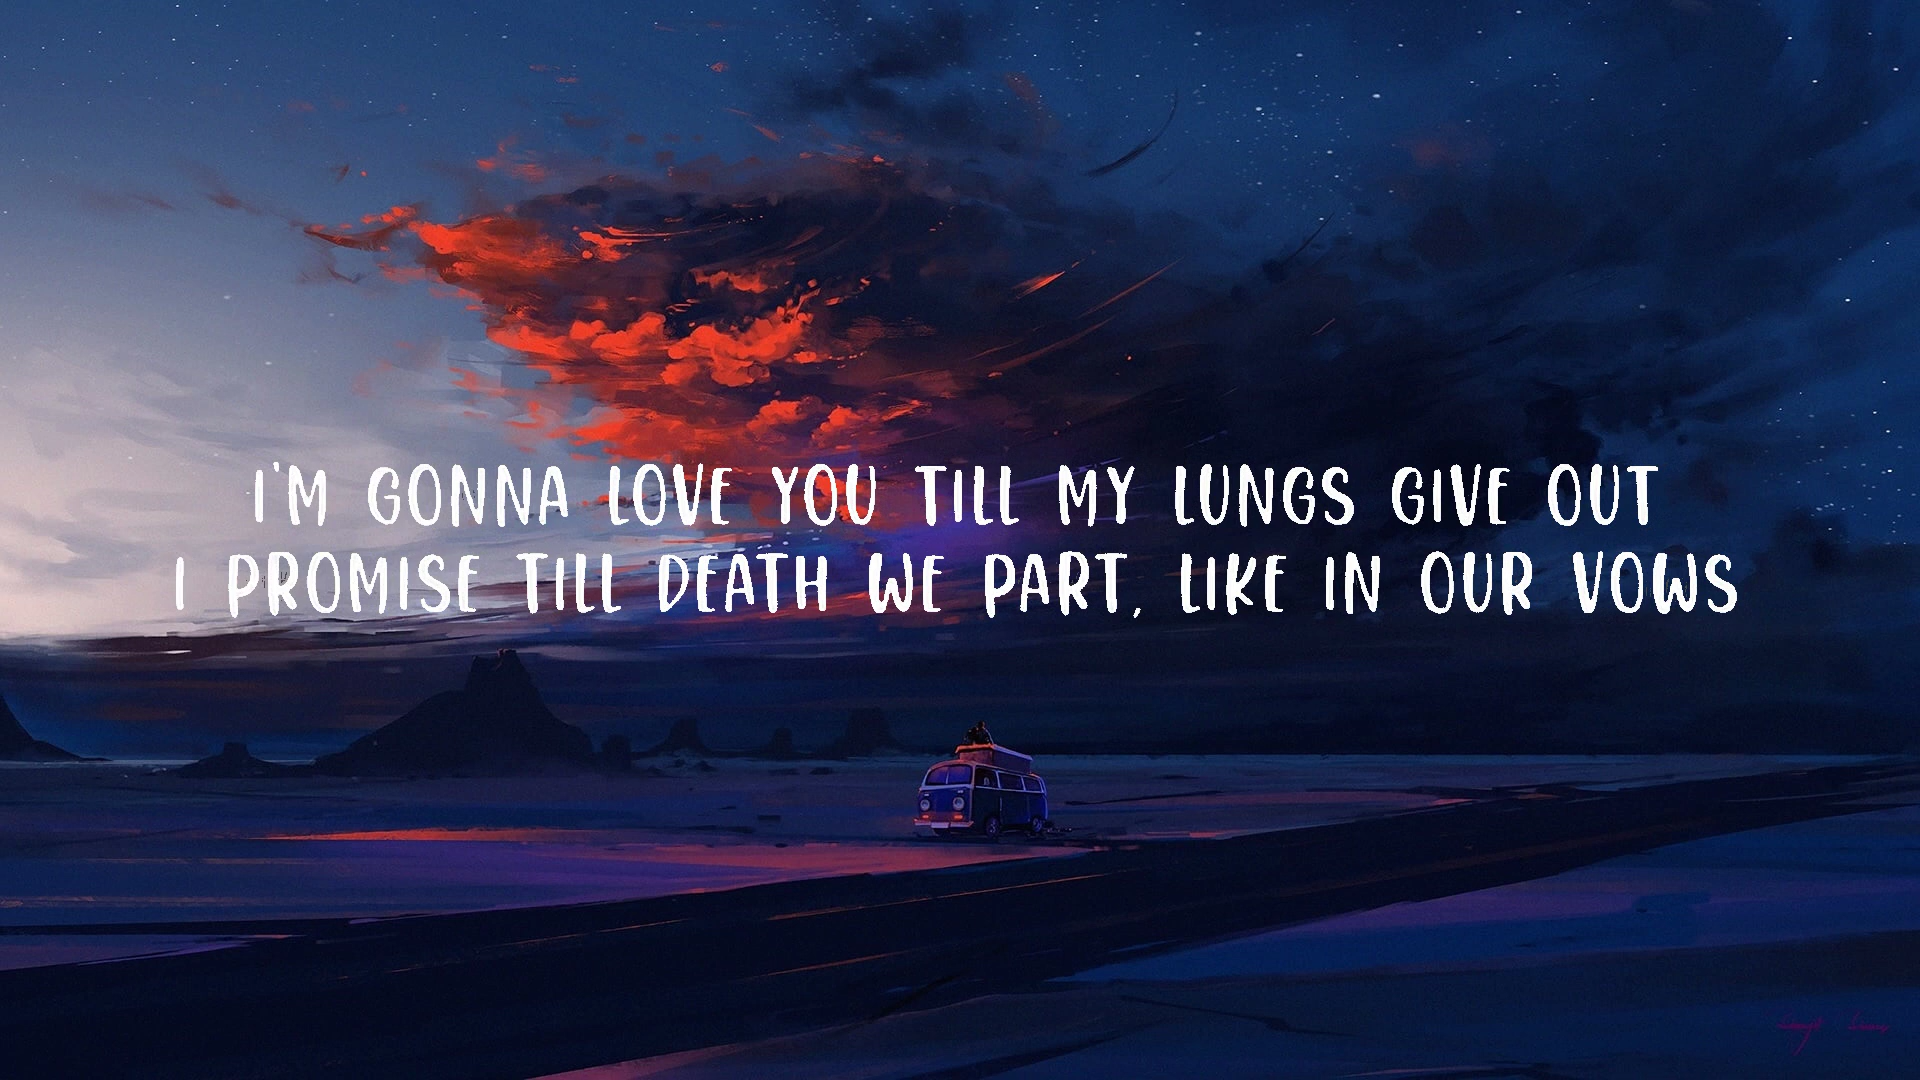 I'M GONNA LOVE YOU TILL MY LUNGS GIVE OUT
I PROMISE TILL DEATH WE PART, LIKE IN OUR VOWS